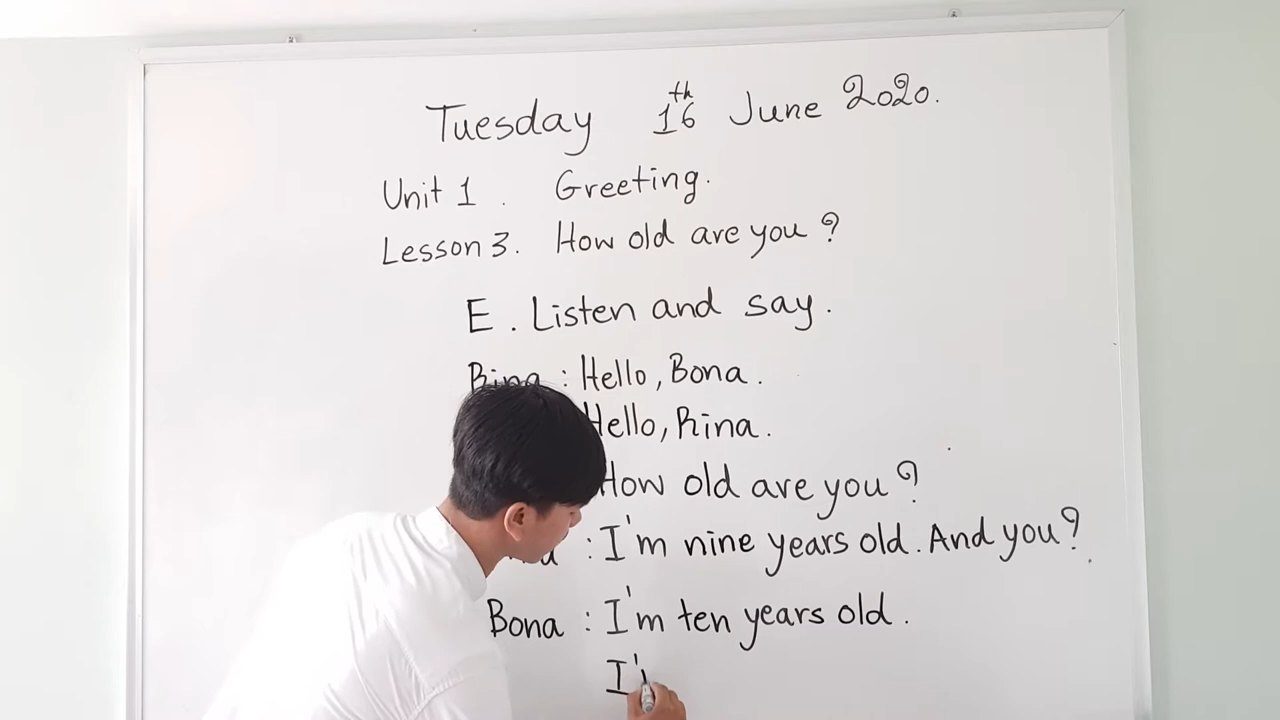 Tuesday 16th June 2020.
Unit 1. Greeting.
Lesson 3. How old are you?
E. Listen and say.
Rina : Hello, Bona.
Hello, Rina.
How old are you?
: I'm nine years old. And you?
Bona : I'm ten years old.
I'